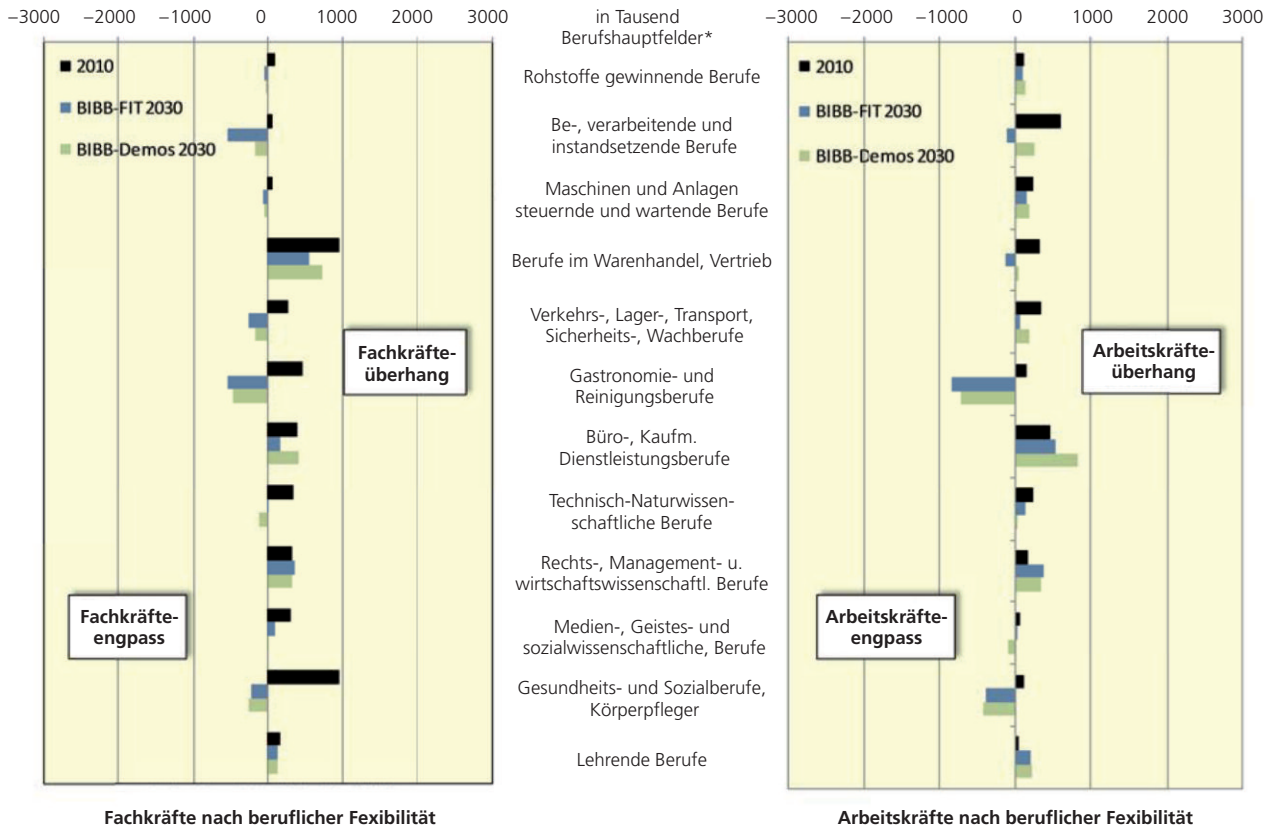 −3000 −2000 −1000 0 1000 2000 3000
in Tausend
Berufshauptfelder*
−3000 −2000 −1000 0 1000 2000 3000
2010
BIBB-FIT 2030
BIBB-Demos 2030
Fachkräfte-
überhang
Fachkräfte-
engpass
Rohstoffe gewinnende Berufe
Be-, verarbeitende und
instandsetzende Berufe
Maschinen und Anlagen
steuernde und wartende Berufe
Berufe im Warenhandel, Vertrieb
Verkehrs-, Lager-, Transport,
Sicherheits-, Wachberufe
Gastronomie- und
Reinigungsberufe
Büro-, Kaufm.
Dienstleistungsberufe
Technisch-Naturwissen-
schaftliche Berufe
Rechts-, Management- u.
wirtschaftswissenschaftl. Berufe
Medien-, Geistes- und
sozialwissenschaftliche, Berufe
Gesundheits- und Sozialberufe,
Körperpfleger
Lehrende Berufe
2010
BIBB-FIT 2030
BIBB-Demos 2030
Arbeitskräfte-
überhang
Arbeitskräfte-
engpass
Fachkräfte nach beruflicher Fexibilität
Arbeitskräfte nach beruflicher Fexibilität